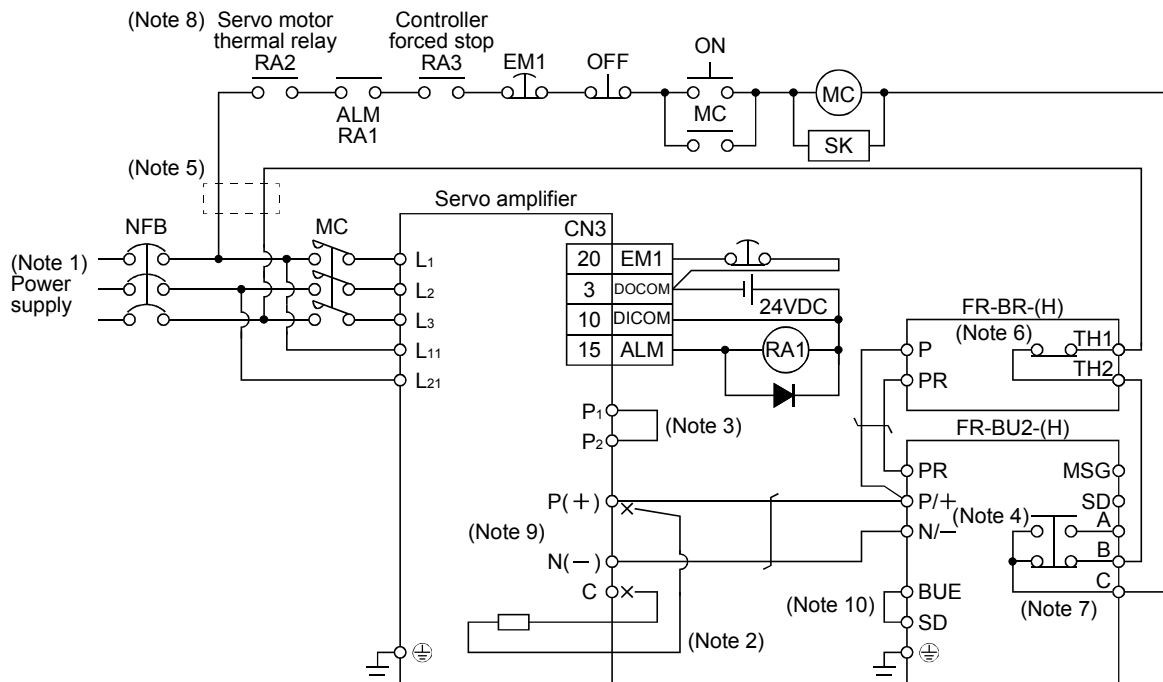 (Note 8)
Servo motor
thermal relay
RA2
Controller
forced stop
RA3
EM1
OFF
ON
MC
ALM
RA1
MC
SK
(Note 5)
Servo amplifier
NFB
MC
CN3
(Note 1)
Power
supply
L1
L2
L3
L11
L21
20 EM1
3 DOCOM
10 DICOM
15 ALM
24VDC
RA1
FR-BR-(H)
(Note 6)
P
PR
TH1
TH2
P1
P2
(Note 3)
FR-BU2-(H)
PR
MSG
P/+
SD
(Note 4)
A
N/−
B
C
P(+)
(Note 9)
N(−)
C
BUE
SD
(Note 10)
(Note 7)
(Note 2)